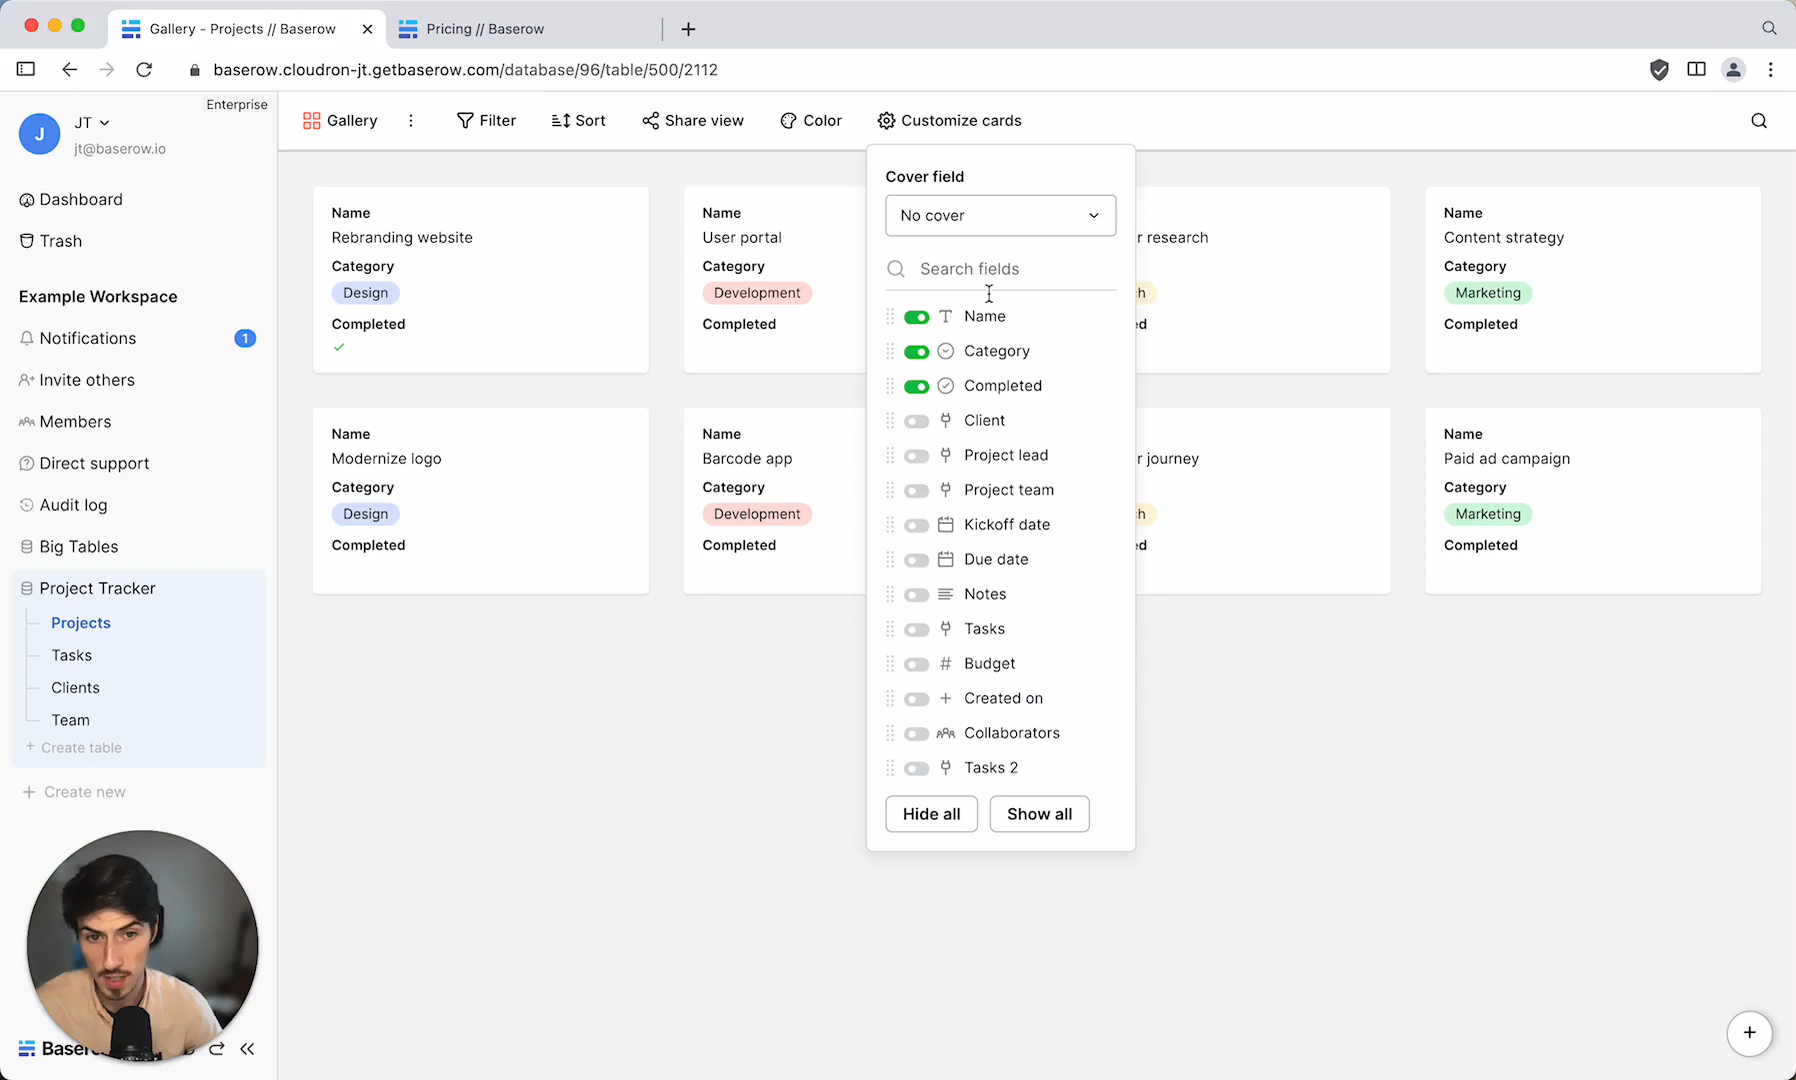 Gallery - Projects // Baserow
Pricing // Baserow
baserow.cloudron-jt.getbaserow.com/database/96/table/500/2112
Enterprise
J
JT
jt@baserow.io
Dashboard
Trash
Example Workspace
Notifications
1
Invite others
Members
Direct support
Audit log
Big Tables
Project Tracker
Projects
Tasks
Clients
Team
+ Create table
+ Create new
Gallery
Filter
Sort
Share view
Color
Customize cards
Name
Rebranding website
Category
Design
Completed
Name
User portal
Category
Development
Completed
r research
h
ed
Name
Content strategy
Category
Marketing
Completed
Name
Modernize logo
Category
Design
Completed
Name
Barcode app
Category
Development
Completed
r journey
h
ed
Name
Paid ad campaign
Category
Marketing
Completed
Cover field
No cover
Search fields
Name
Category
Completed
Client
Project lead
Project team
Kickoff date
Due date
Notes
Tasks
Budget
Created on
Collaborators
Tasks 2
Hide all
Show all